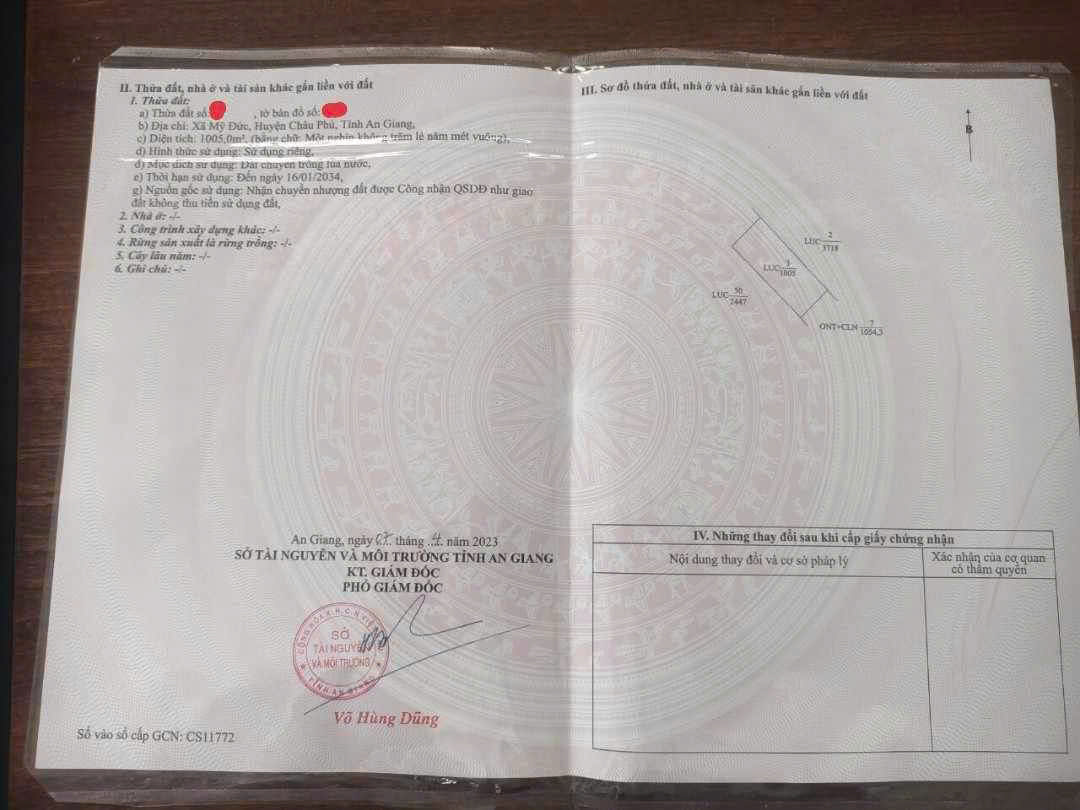 II. Thửa đất, nhà ở và tài sản khác gắn liền với đất
1. Thửa đất:
a) Thửa đất số: , tờ bản đồ số:
b) Địa chỉ: Xã Mỹ Đức, Huyện Châu Phú, Tỉnh An Giang,
c) Diện tích: 1005,0m², (bằng chữ: Một nghìn không trăm lẻ năm mét vuông),
d) Hình thức sử dụng: Sử dụng riêng,
đ) Mục đích sử dụng: Đất chuyên trồng lúa nước,
e) Thời hạn sử dụng: Đến ngày 16/01/2034,
g) Nguồn gốc sử dụng: Nhận chuyển nhượng đất được Công nhận QSDĐ như giao
đất không thu tiền sử dụng đất,
2. Nhà ở: -/-
3. Công trình xây dựng khác: -/-
4. Rừng sản xuất là rừng trồng: -/-
5. Cây lâu năm: -/-
6. Ghi chú: -/-
An Giang, ngày tháng 4 năm 2023
SỞ TÀI NGUYÊN VÀ MÔI TRƯỜNG TỈNH AN GIANG
KT. GIÁM ĐỐC
PHÓ GIÁM ĐỐC
SỞ
TÀI NGUYÊN
VÀ MÔI TRƯỜNG
TỈNH AN GIANG
Võ Hùng Dũng
Số vào sổ cấp GCN: CS11772
III. Sơ đồ thửa đất, nhà ở và tài sản khác gắn liền với đất
B
LUC 2
3718
LUC 3
1005
LUC 50
2447
ONT+CLN 7
1054,3
IV. Những thay đổi sau khi cấp giấy chứng nhận
Nội dung thay đổi và cơ sở pháp lý
Xác nhận của cơ quan
có thẩm quyền